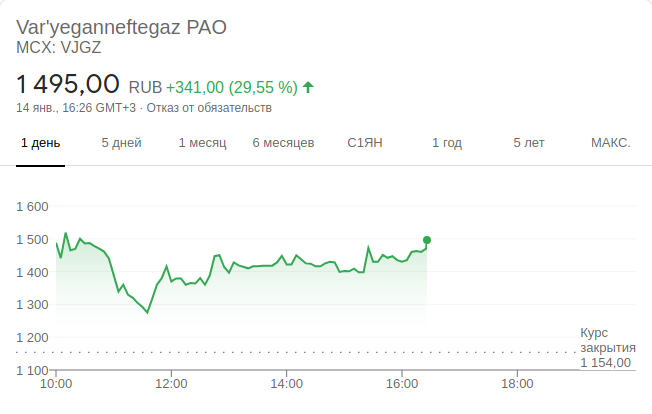 Var'yeganneftegaz PAO
MCX: VJGZ
1 495,00 RUB +341,00 (29,55 %)
14 янв., 16:26 GMT+3 · Отказ от обязательств
1 день 5 дней 1 месяц 6 месяцев С1ЯН 1 год 5 лет МАКС.
1 600
1 500
1 400
1 300
1 200
Курс
закрытия
1 154,00
1 100
10:00 12:00 14:00 16:00 18:00